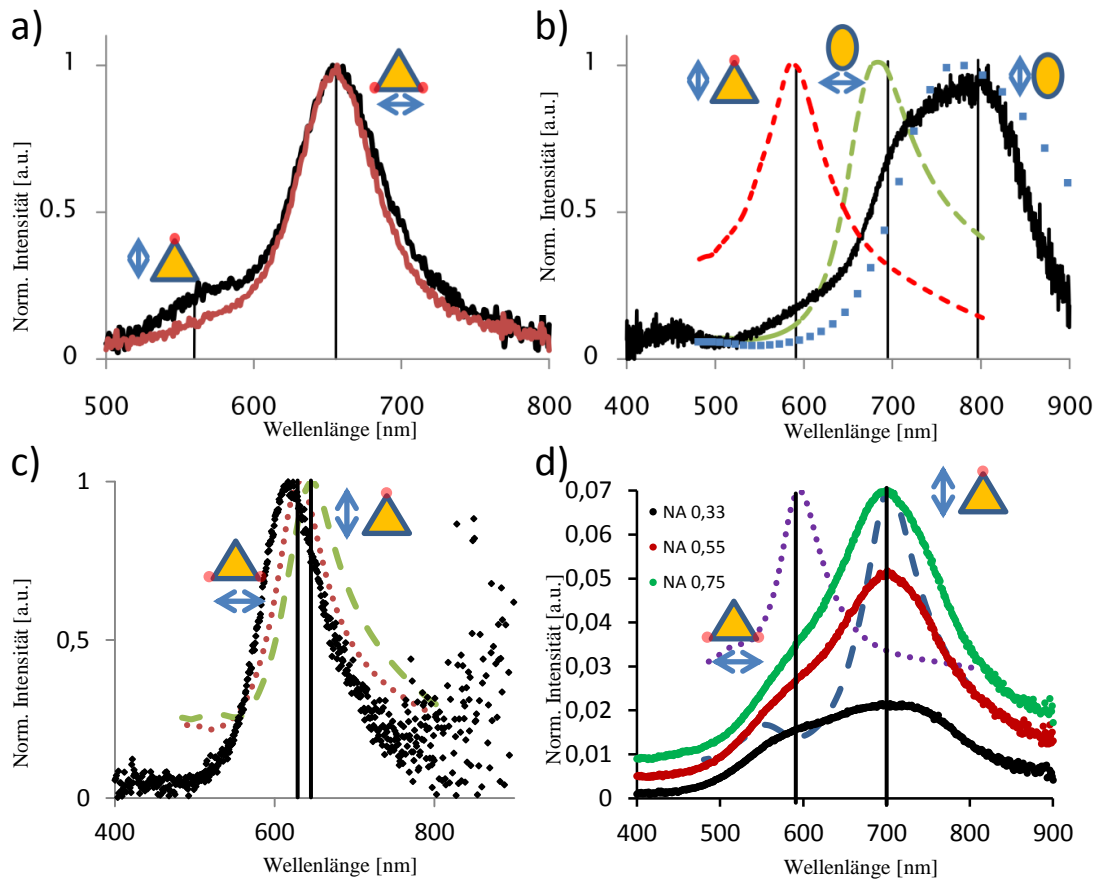 a)
Norm. Intensität [a.u.]
1
0.5
0
500 600 700 800
Wellenlänge [nm]
b)
Norm. Intensität [a.u.]
1
0.5
0
400 500 600 700 800 900
Wellenlänge [nm]
c)
Norm. Intensität [a.u.]
1
0,5
0
400 600 800
Wellenlänge [nm]
d)
Norm. Intensität [a.u.]
0,07
0,06
0,05
0,04
0,03
0,02
0,01
0
NA 0,33
NA 0,55
NA 0,75
400 500 600 700 800 900
Wellenlänge [nm]